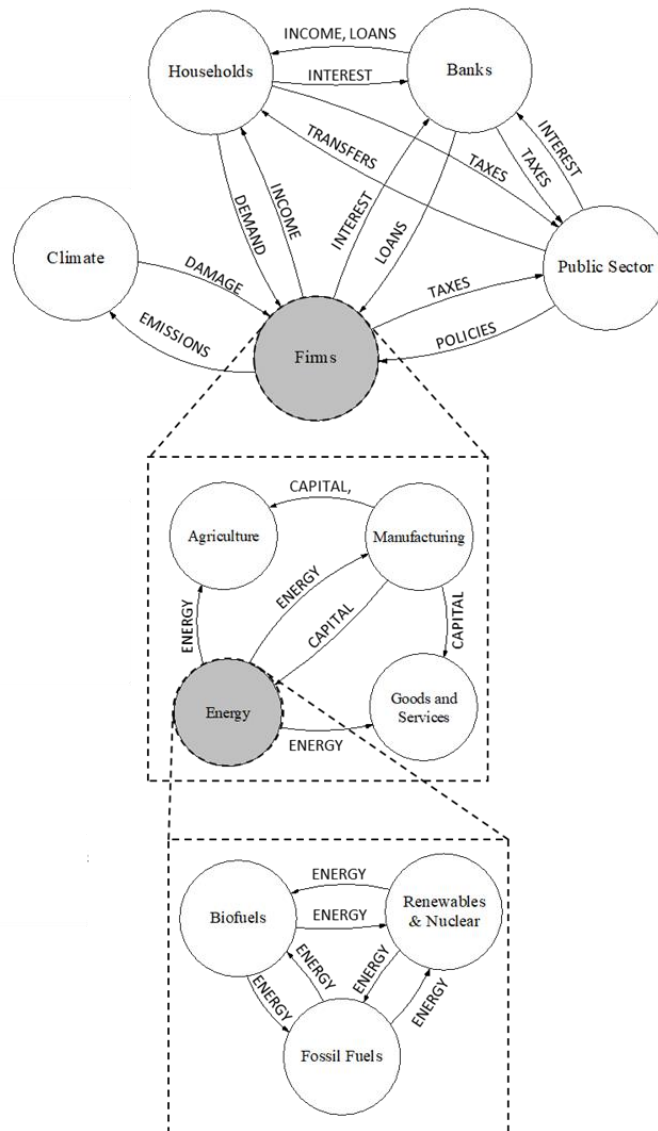 INCOME, LOANS
Households
INTEREST
Banks
TRANSFERS
TAXES
TAXES
INTEREST
DEMAND
INCOME
INTEREST
LOANS
Climate
DAMAGE
EMISSIONS
TAXES
Public Sector
POLICIES
Firms
CAPITAL,
Agriculture
Manufacturing
ENERGY
ENERGY
CAPITAL
CAPITAL
Energy
ENERGY
Goods and
Services
ENERGY
Biofuels
ENERGY
Renewables
& Nuclear
ENERGY
ENERGY
ENERGY
ENERGY
Fossil Fuels